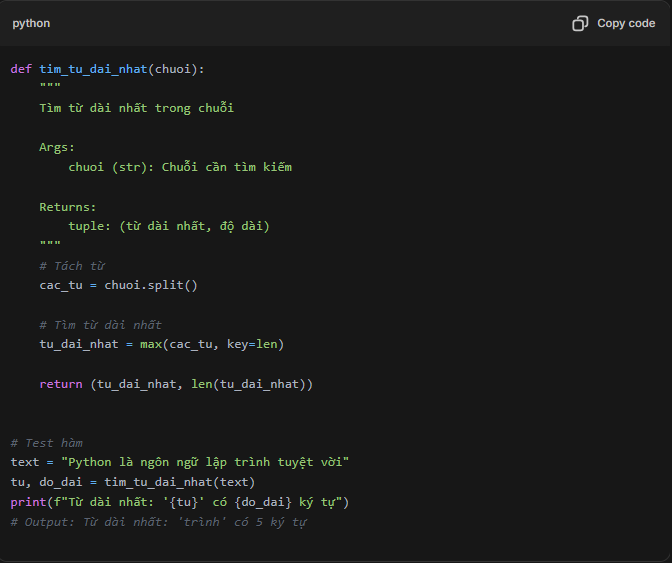 python
Copy code
def tim_tu_dai_nhat(chuoi):
    """
    Tìm từ dài nhất trong chuỗi
    Args:
        chuoi (str): Chuỗi cần tìm kiếm
    Returns:
        tuple: (từ dài nhất, độ dài)
    """
    # Tách từ
    cac_tu = chuoi.split()
    # Tìm từ dài nhất
    tu_dai_nhat = max(cac_tu, key=len)
    return (tu_dai_nhat, len(tu_dai_nhat))
# Test hàm
text = "Python là ngôn ngữ lập trình tuyệt vời"
tu, do_dai = tim_tu_dai_nhat(text)
print(f"Từ dài nhất: '{tu}' có {do_dai} ký tự")
# Output: Từ dài nhất: 'trình' có 5 ký tự